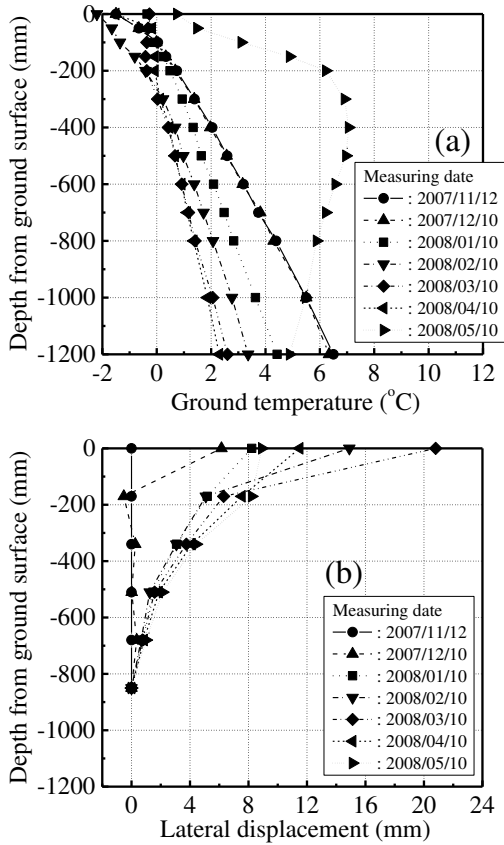 0
-200
-400
-600
-800
-1000
-1200
Depth from ground surface (mm)
(a)
Measuring date
: 2007/11/12
: 2007/12/10
: 2008/01/10
: 2008/02/10
: 2008/03/10
: 2008/04/10
: 2008/05/10
-2 0 2 4 6 8 10 12
Ground temperature (°C)
0
-200
-400
-600
-800
-1000
-1200
Depth from ground surface (mm)
(b)
Measuring date
: 2007/11/12
: 2007/12/10
: 2008/01/10
: 2008/02/10
: 2008/03/10
: 2008/04/10
: 2008/05/10
0 4 8 12 16 20 24
Lateral displacement (mm)